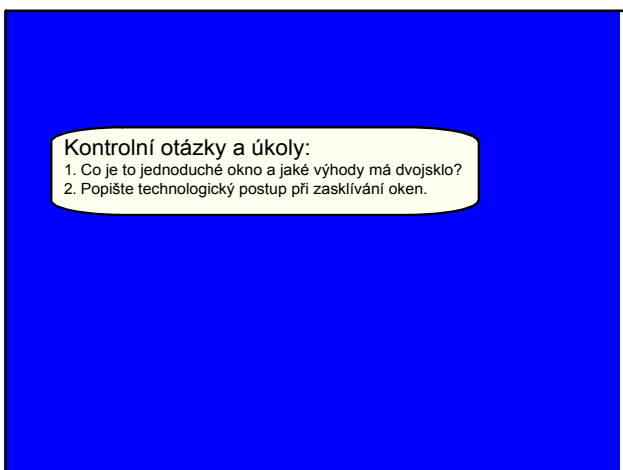 Kontrolní otázky a úkoly:
1. Co je to jednoduché okno a jaké výhody má dvojsklo?
2. Popište technologický postup při zasklívání oken.